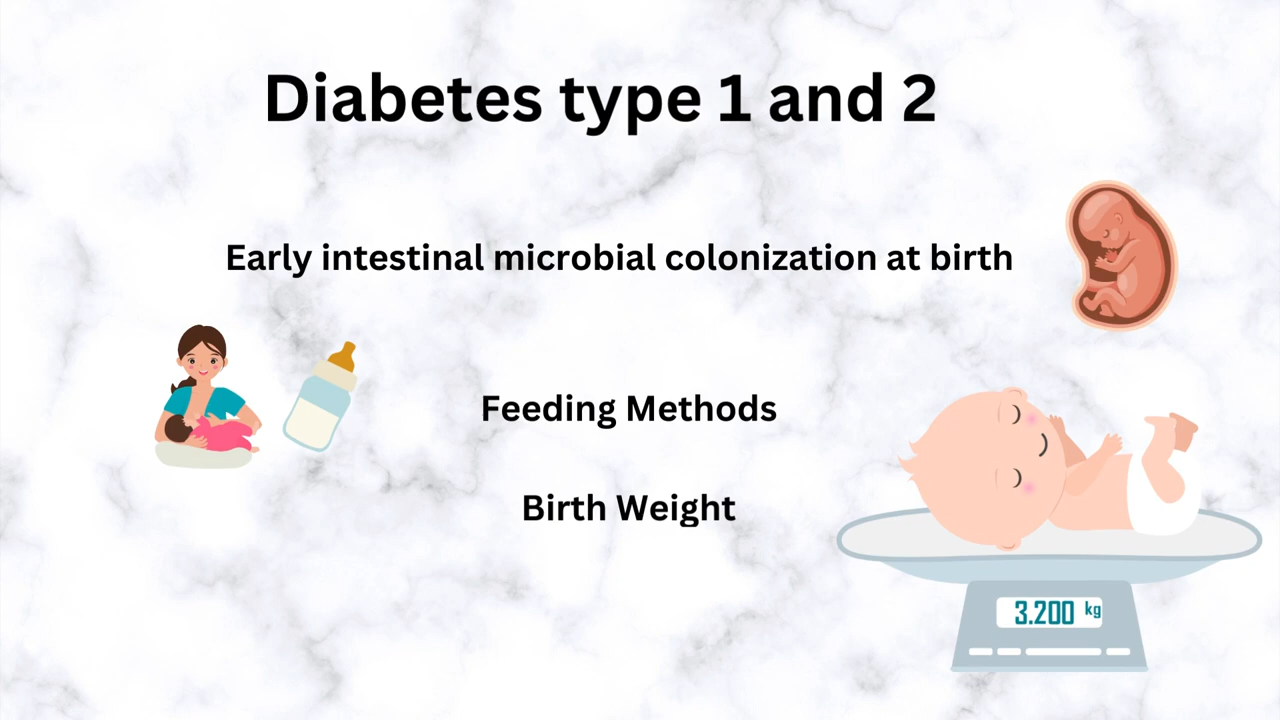 Diabetes type 1 and 2
Early intestinal microbial colonization at birth
Feeding Methods
Birth Weight
3.200 kg